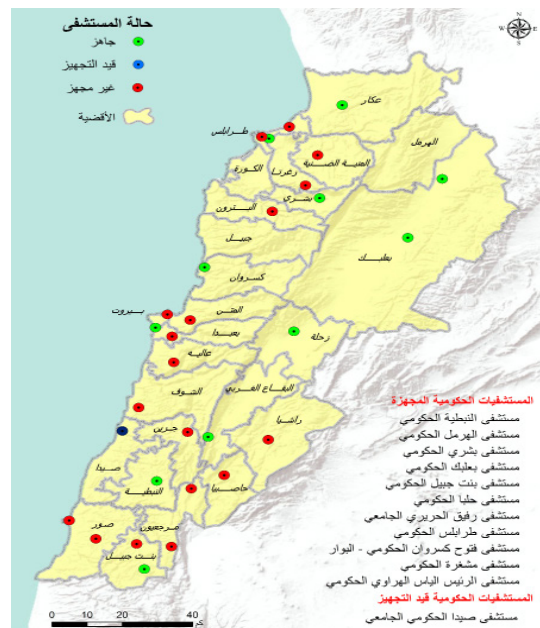 حالة المستشفى
جاهز
قيد التجهيز
غير مجهز
الأقضية
N
W
E
S
عكار
طرابلس
الهرمل
المنية الضنية
زغرتا
الكورة
بشري
البترون
جبيل
بعلبك
كسروان
المتن
بيروت
بعبدا
زحلة
عاليه
الشوف
البقاع الغربي
راشيا
جزين
صيدا
النبطية
حاصبيا
صور
مرجعيون
بنت جبيل
المستشفيات الحكومية المجهزة
مستشفى النبطية الحكومي
مستشفى الهرمل الحكومي
مستشفى بشري الحكومي
مستشفى بعلبك الحكومي
مستشفى بنت جبيل الحكومي
مستشفى حلبا الحكومي
مستشفى رفيق الحريري الجامعي
مستشفى طرابلس الحكومي
مستشفى فتوح كسروان الحكومي - البوار
مستشفى مشغرة الحكومي
مستشفى الرئيس الياس الهراوي الحكومي
المستشفيات الحكومية قيد التجهيز
مستشفى صيدا الحكومي الجامعي
0 10 20 40
كم